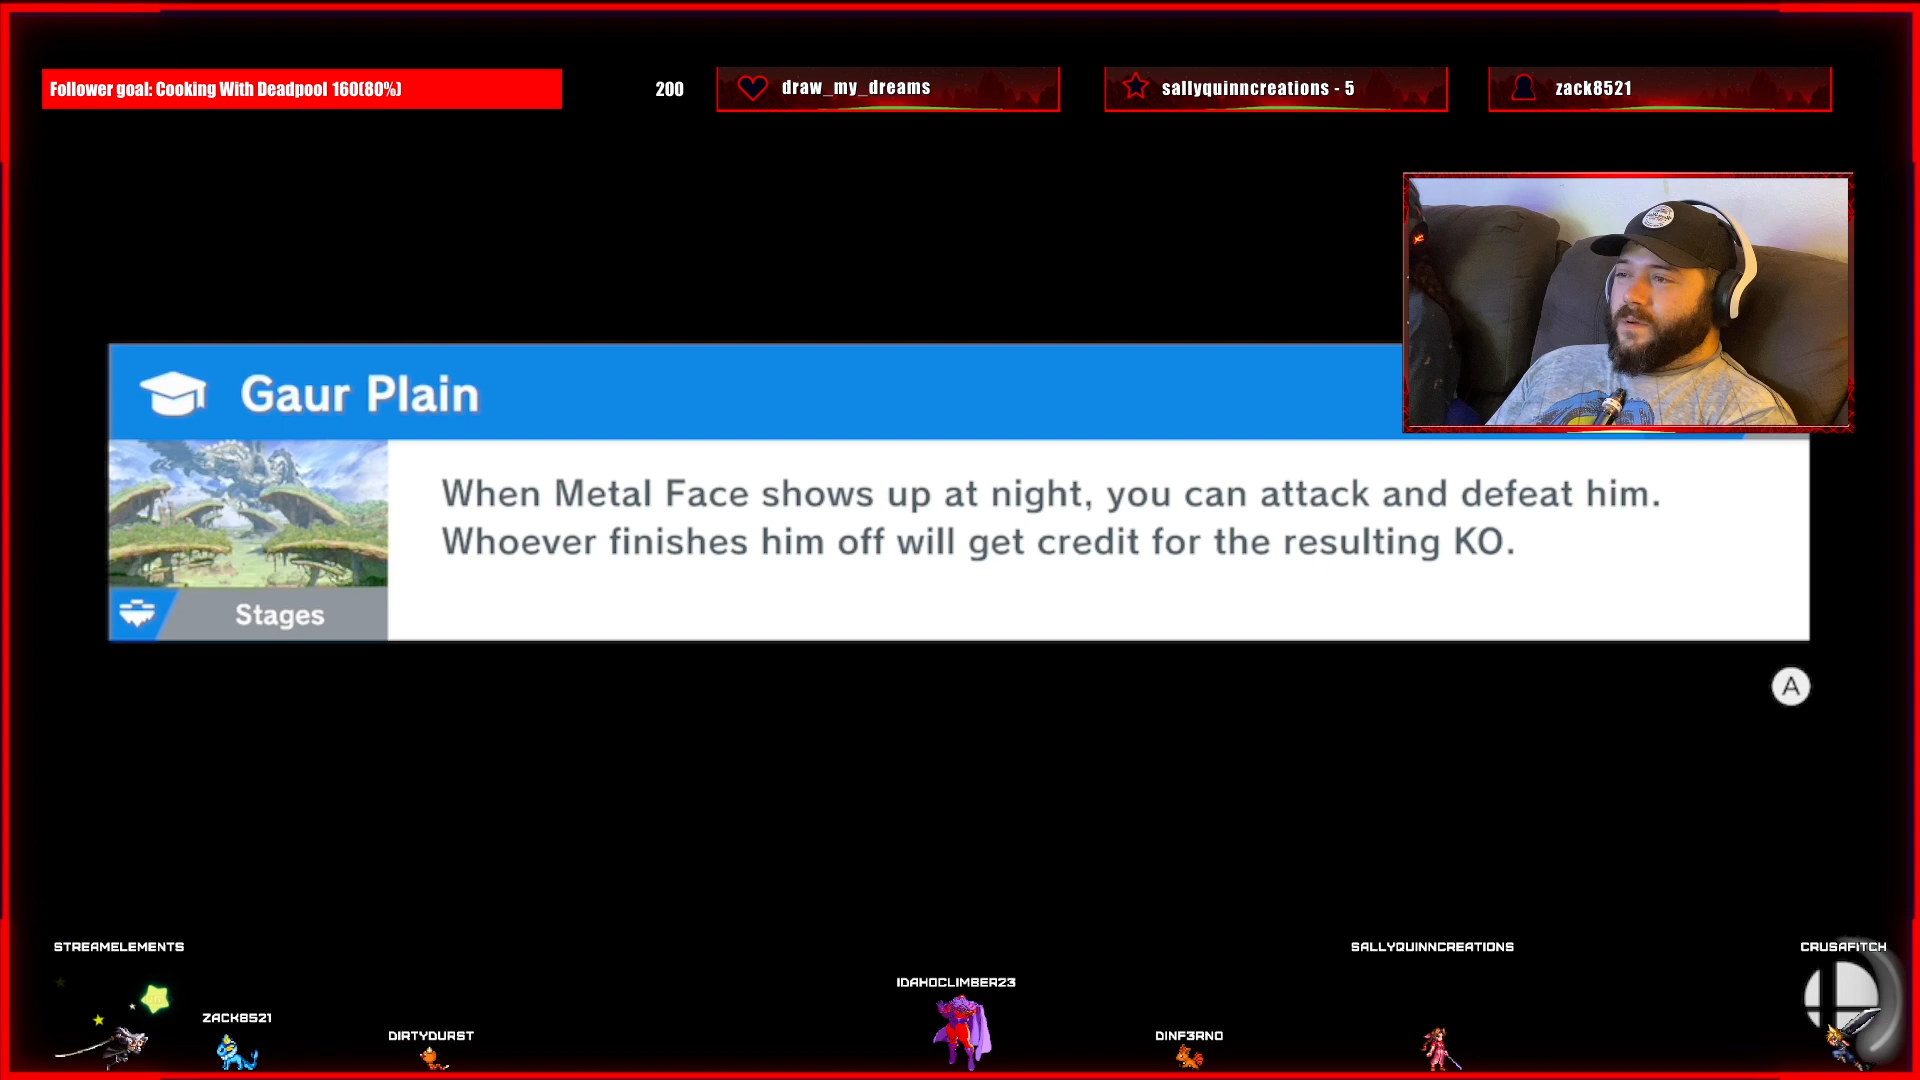 Follower goal: Cooking With Deadpool 160(80%)
200
draw_my_dreams
sallyquinncreations - 5
zack8521
Gaur Plain
When Metal Face shows up at night, you can attack and defeat him.
Whoever finishes him off will get credit for the resulting KO.
Stages
A
STREAMELEMENTS
SALLYQUINNCREATIONS
CRUSAFITCH
IDAHOCLIMBER23
ZACK8521
DIRTYDURST
DINF3RNO